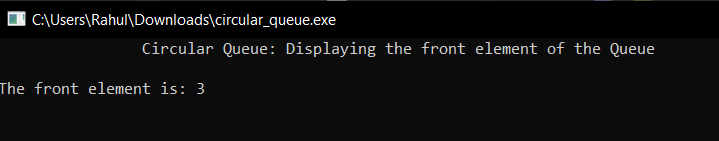 C:\Users\Rahul\Downloads\circular_queue.exe
Circular Queue: Displaying the front element of the Queue
The front element is: 3